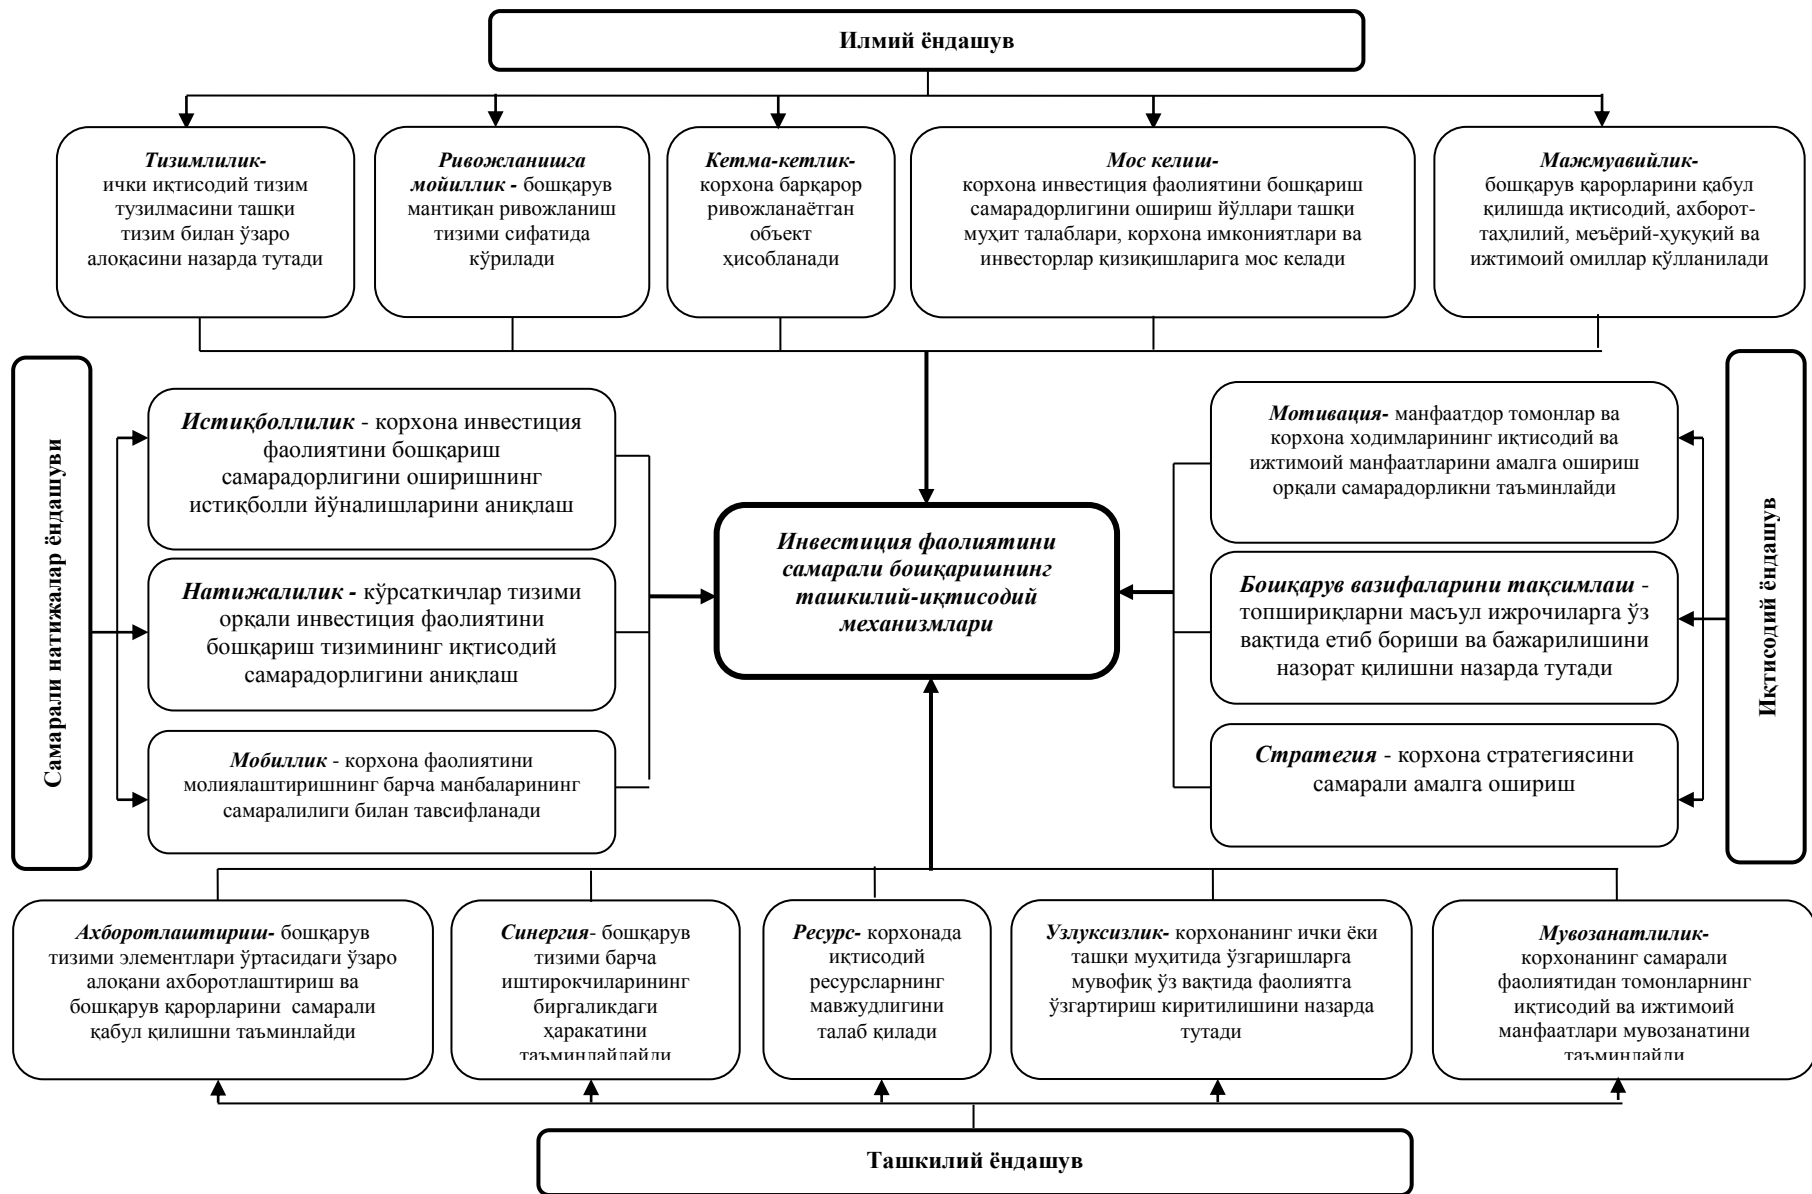 Илмий ёндашув
Тизимлилик-
ички иқтисодий тизим
тузилмасини ташқи
тизим билан ўзаро
алоқасини назарда тутади
Ривожланишга
мойиллик - бошқарув
мантиқан ривожланиш
тизими сифатида
кўрилади
Кетма-кетлик-
корхона барқарор
ривожланаётган
объект
ҳисобланади
Мос келиш-
корхона инвестиция фаолиятини бошқариш
самарадорлигини ошириш йўллари ташқи
муҳит талаблари, корхона имкониятлари ва
инвесторлар қизиқишларига мос келади
Мажмуавийлик-
бошқарув қарорларини қабул
қилишда иқтисодий, ахборот-
таҳлилий, меъёрий-ҳуқуқий ва
ижтимоий омиллар қўлланилади
Самарали натижалар ёндашуви
Истиқболлилик - корхона инвестиция
фаолиятини бошқариш
самарадорлигини оширишнинг
истиқболли йўналишларини аниқлаш
Натижалилик - кўрсаткичлар тизими
орқали инвестиция фаолиятини
бошқариш тизимининг иқтисодий
самарадорлигини аниқлаш
Мобиллик - корхона фаолиятини
молиялаштиришнинг барча манбаларининг
самаралилиги билан тавсифланади
Инвестиция фаолиятини
самарали бошқаришнинг
ташкилий-иқтисодий
механизмлари
Мотивация- манфаатдор томонлар ва
корхона ходимларининг иқтисодий ва
ижтимоий манфаатларини амалга ошириш
орқали самарадорликни таъминлайди
Бошқарув вазифаларини тақсимлаш -
топшириқларни масъул ижрочиларга ўз
вақтида етиб бориши ва бажарилишини
назорат қилишни назарда тутади
Стратегия - корхона стратегиясини
самарали амалга ошириш
Иқтисодий ёндашув
Ахборотлаштириш- бошқарув
тизими элементлари ўртасидаги ўзаро
алоқани ахборотлаштириш ва
бошқарув қарорларини самарали
қабул қилишни таъминлайди
Синергия- бошқарув
тизими барча
иштирокчиларининг
биргаликдаги
ҳаракатини
таъминлайлайди
Ресурс- корхонада
иқтисодий
ресурсларнинг
мавжудлигини
талаб қилади
Узлуксизлик- корхонанинг ички ёки
ташқи муҳитида ўзгаришларга
мувофиқ ўз вақтида фаолиятга
ўзгартириш киритилишини назарда
тутади
Мувозанатлилик-
корхонанинг самарали
фаолиятидан томонларнинг
иқтисодий ва ижтимоий
манфаатлари мувозанатини
таъминлайди
Ташкилий ёндашув